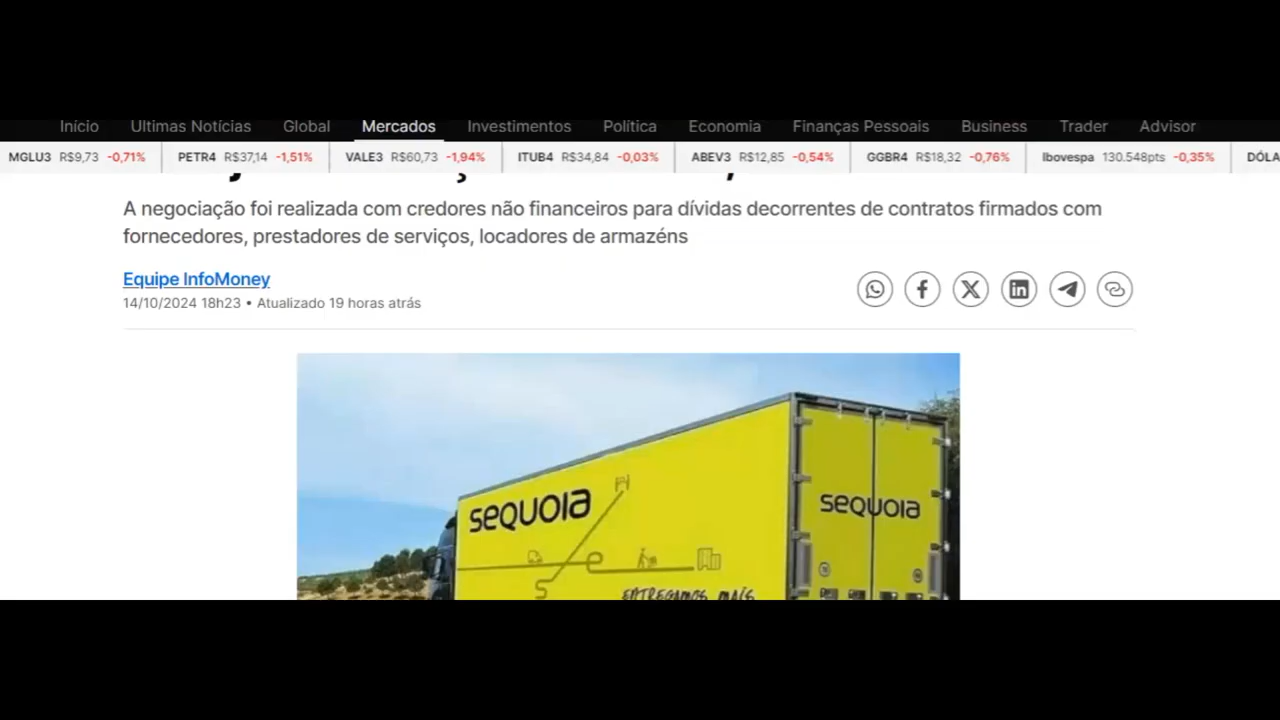 Início Últimas Notícias Global Mercados Investimentos Política Economia Finanças Pessoais Business Trader Advisor
MGLU3 R$9,73 -0,71% PETR4 R$37,14 -1,51% VALE3 R$60,73 -1,94% ITUB4 R$34,84 -0,03% ABEV3 R$12,85 -0,54% GGBR4 R$18,32 -0,76% Ibovespa 130.548pts -0,35% DÓLA
A negociação foi realizada com credores não financeiros para dívidas decorrentes de contratos firmados com
fornecedores, prestadores de serviços, locadores de armazéns
Equipe InfoMoney
14/10/2024 18h23 • Atualizado 19 horas atrás
sequoia
sequoia
ENTREGAMOS MAIS